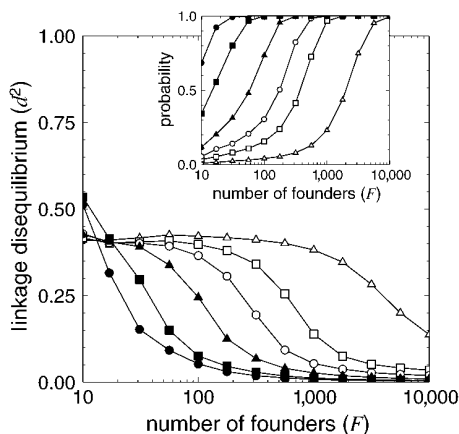 1.00
0.75
0.50
0.25
0.00
linkage disequilibrium (d²)
10 100 1,000 10,000
number of founders (F)
1.0
0.5
0.0
probability
10 100 1,000 10,000
number of founders (F)